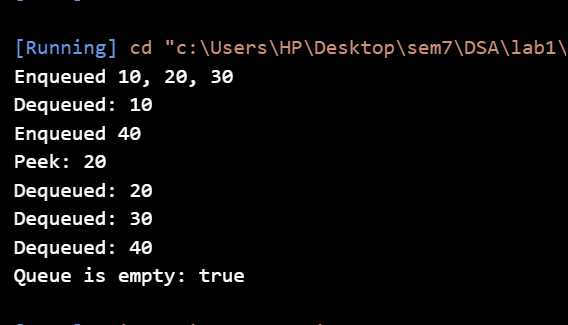 [Running] cd "c:\Users\HP\Desktop\sem7\DSA\lab1\
Enqueued 10, 20, 30
Dequeued: 10
Enqueued 40
Peek: 20
Dequeued: 20
Dequeued: 30
Dequeued: 40
Queue is empty: true